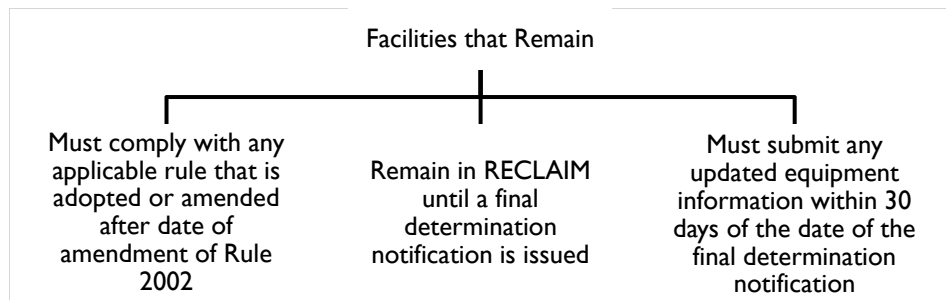 Facilities that Remain
Must comply with any
applicable rule that is
adopted or amended
after date of
amendment of Rule
2002
Remain in RECLAIM
until a final
determination
notification is issued
Must submit any
updated equipment
information within 30
days of the date of the
final determination
notification